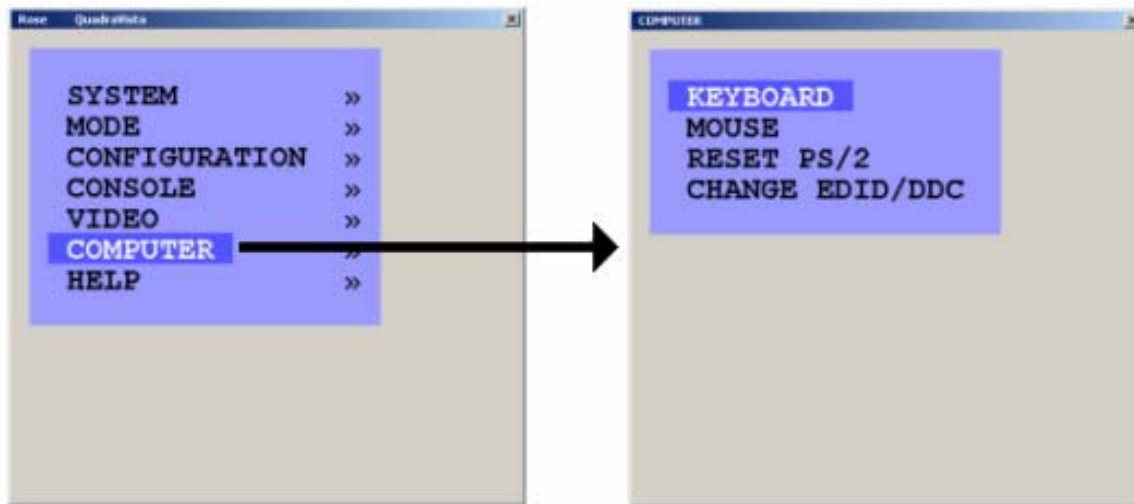 Rose QuadraVista
SYSTEM »
MODE »
CONFIGURATION »
CONSOLE »
VIDEO »
COMPUTER »
HELP »
COMPUTER
KEYBOARD
MOUSE
RESET PS/2
CHANGE EDID/DDC